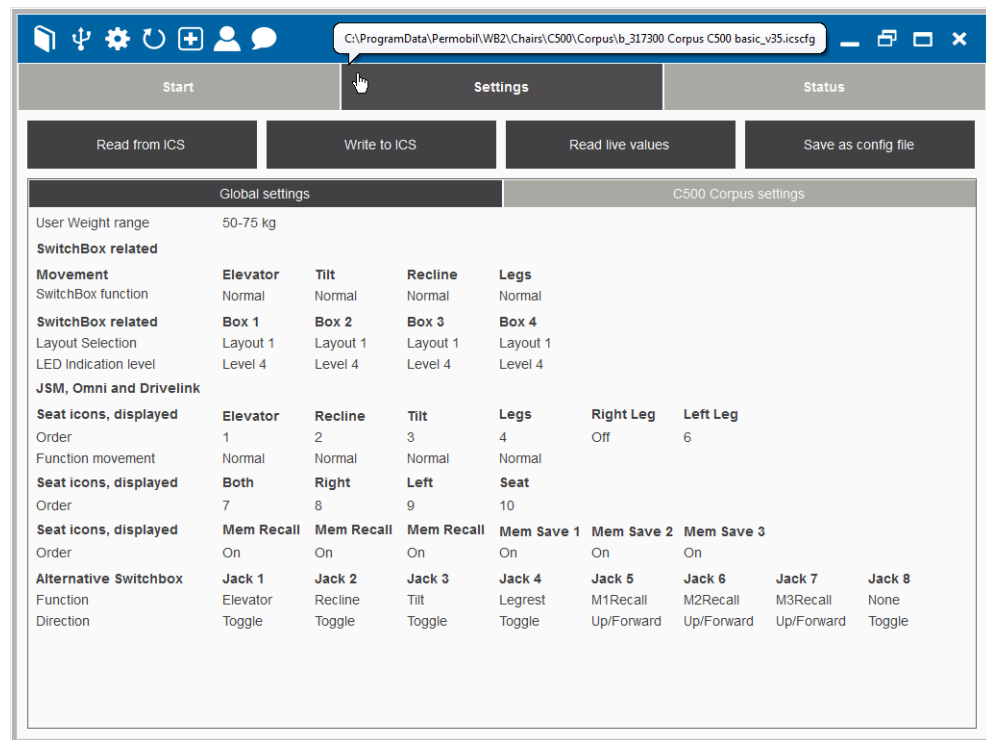 C:\ProgramData\Permobil\WB2\Chairs\C500\Corpus\b_317300 Corpus C500 basic_v35.icscfg
Start Settings Status
Read from ICS Write to ICS Read live values Save as config file
Global settings C500 Corpus settings
User Weight range 50-75 kg
SwitchBox related
Movement Elevator Tilt Recline Legs
SwitchBox function Normal Normal Normal Normal
SwitchBox related Box 1 Box 2 Box 3 Box 4
Layout Selection Layout 1 Layout 1 Layout 1 Layout 1
LED Indication level Level 4 Level 4 Level 4 Level 4
JSM, Omni and Drivelink
Seat icons, displayed Elevator Recline Tilt Legs Right Leg Left Leg
Order 1 2 3 4 Off 6
Function movement Normal Normal Normal Normal
Seat icons, displayed Both Right Left Seat
Order 7 8 9 10
Seat icons, displayed Mem Recall Mem Recall Mem Recall Mem Save 1 Mem Save 2 Mem Save 3
Order On On On On On On
Alternative Switchbox Jack 1 Jack 2 Jack 3 Jack 4 Jack 5 Jack 6 Jack 7 Jack 8
Function Elevator Recline Tilt Legrest M1Recall M2Recall M3Recall None
Direction Toggle Toggle Toggle Toggle Up/Forward Up/Forward Up/Forward Toggle